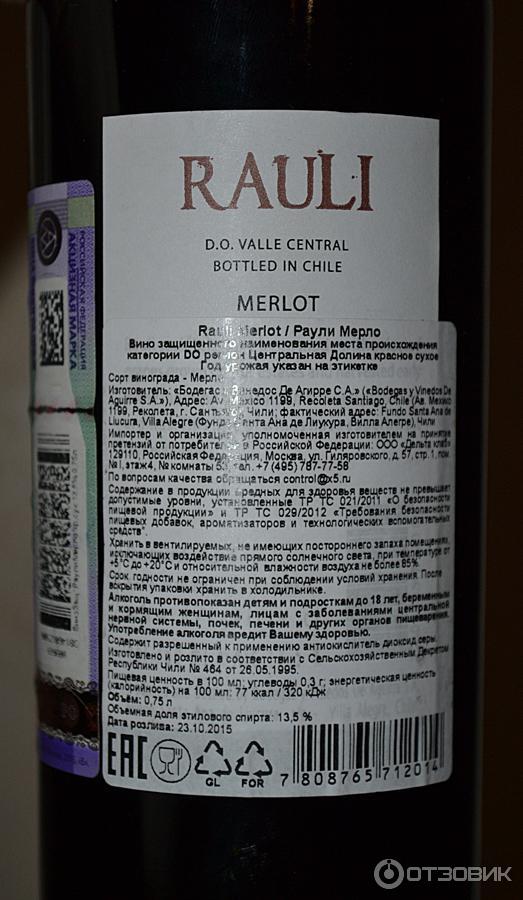 RAULI
D.O. VALLE CENTRAL
BOTTLED IN CHILE
MERLOT
Rauli Merlot / Раули Мерло
Вино защищенного наименования места происхождения
категории DO регион Центральная Долина красное сухое
Год урожая указан на этикетке
Сорт винограда - Мерло
Изготовитель: «Бодегас и Винедос Де Агирре С.А.» («Bodegas y Vinedos De
Aguirre S.A.»), Адрес: Av. Mexico 1199, Recoleta Santiago, Chile (Ав. Мехико
1199, Реколета, г. Сантьяго, Чили; фактический адрес: Fundo Santa Ana de
Liucura, Villa Alegre (Фундо Санта Ана де Лиукура, Вилла Алегре), Чили
Импортер и организация, уполномоченная изготовителем на принятие
претензий от потребителя в Российской Федерации: ООО «Дельта клаб»
129110, Российская Федерация, Москва, ул. Гиляровского, д. 57, стр. 1, пом.
№ I, этаж 4, № комнаты 53, тел. +7 (495) 787-77-58
По вопросам качества обращаться control@x5.ru
Содержание в продукции вредных для здоровья веществ не превышает
допустимые уровни, установленные ТР ТС 021/2011 «О безопасности
пищевой продукции» и ТР ТС 029/2012 «Требования безопасности
пищевых добавок, ароматизаторов и технологических вспомогательных
средств".
Хранить в вентилируемых, не имеющих постороннего запаха помещениях,
исключающих воздействие прямого солнечного света, при температуре от
+5°С до +20°С и относительной влажности воздуха не более 85%.
Срок годности не ограничен при соблюдении условий хранения. После
вскрытия упаковки хранить в холодильнике.
Алкоголь противопоказан детям и подросткам до 18 лет, беременным
и кормящим женщинам, лицам с заболеваниями центральной
нервной системы, почек, печени и других органов пищеварения.
Употребление алкоголя вредит Вашему здоровью.
Содержит разрешенный к применению антиокислитель диоксид серы.
Изготовлено и розлито в соответствии с Сельскохозяйственным Декретом
Республики Чили № 464 от 26.05.1995.
Пищевая ценность в 100 мл: углеводы 0,3 г; энергетическая ценность
(калорийность) на 100 мл: 77 ккал / 320 кДж
Объём: 0,75 л
Объемная доля этилового спирта: 13,5 %
Дата розлива: 23.10.2015
EAC
GL
FOR
7 808765 712014
РОССИЙСКАЯ ФЕДЕРАЦИЯ
АКЦИЗНАЯ МАРКА
ОТЗОВИК